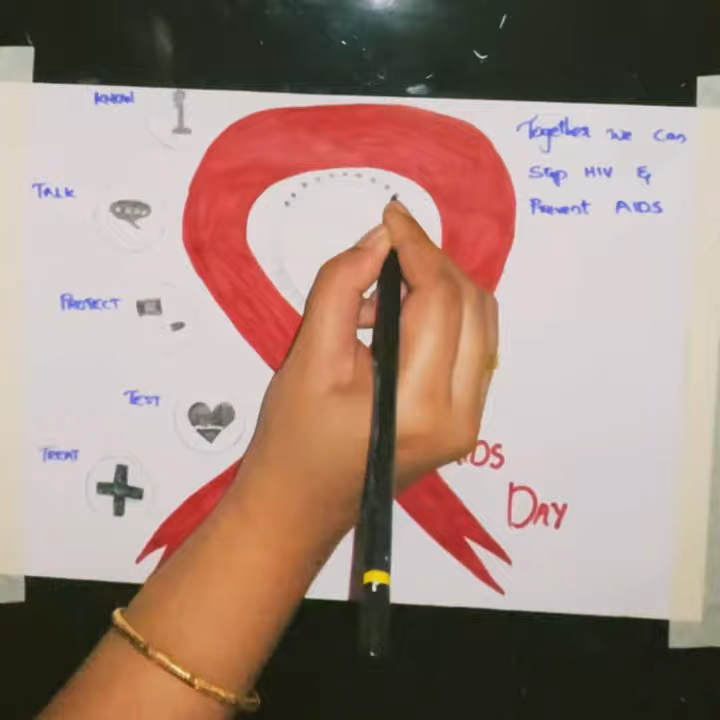 KNOW
TALK
PROTECT
TEST
TREAT
Together we can
Stop HIV &
Prevent AIDS
IDS
DAY